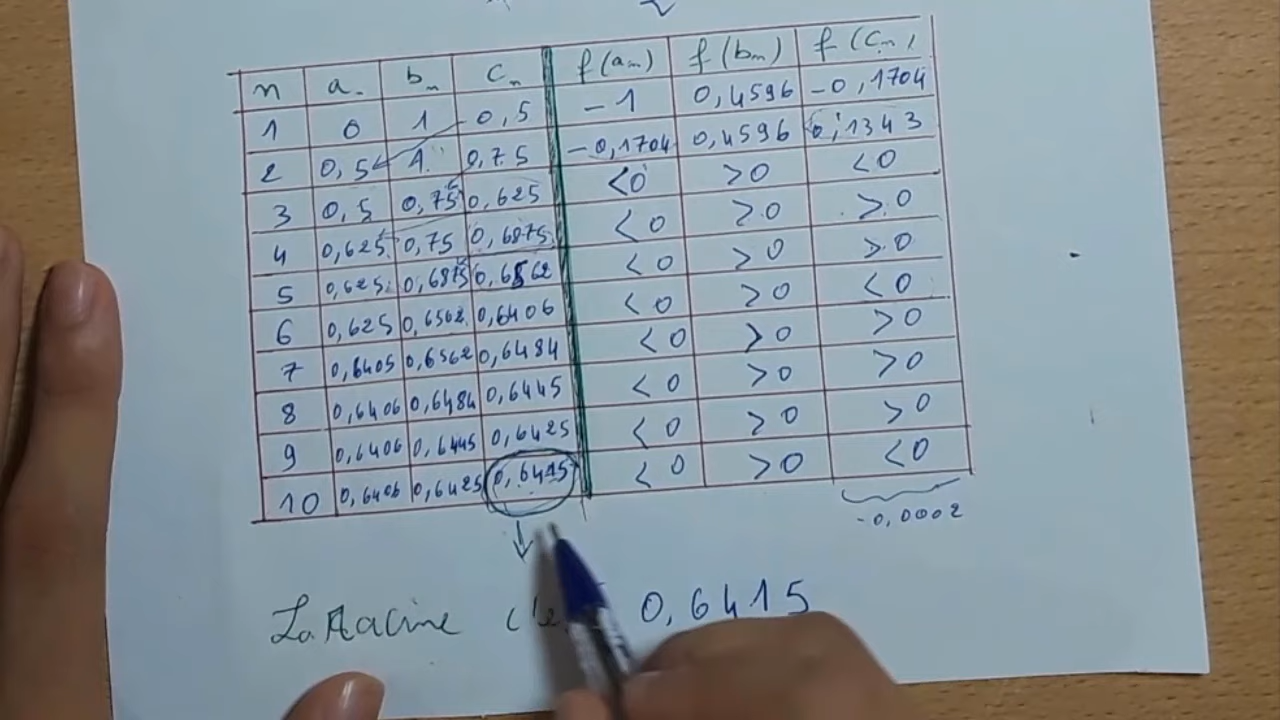 n a bₙ Cₙ f(aₙ) f(bₙ) f(Cₙ)
1 0 1 0,5 -1 0,4596 -0,1704
2 0,5 1 0,75 -0,1704 0,4596 0,1343
3 0,5 0,75 0,625 <0 >0 <0
4 0,625 0,75 0,6875 <0 >0 >0
5 0,625 0,6875 0,6562 <0 >0 >0
6 0,625 0,6562 0,6406 <0 >0 <0
7 0,6405 0,6562 0,6484 <0 >0 >0
8 0,6406 0,6484 0,6445 <0 >0 >0
9 0,6406 0,6445 0,6425 <0 >0 >0
10 0,6406 0,6425 0,6415 <0 >0 <0
-0,0002
La Racine 0,6415